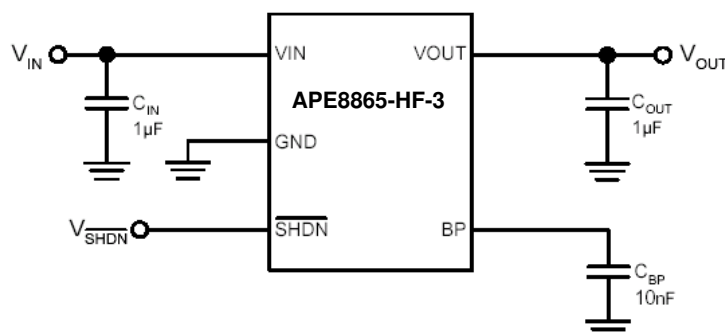 VIN
VIN
VOUT
VOUT
APE8865-HF-3
CIN
1µF
COUT
1µF
GND
VSHDN
SHDN
BP
CBP
10nF